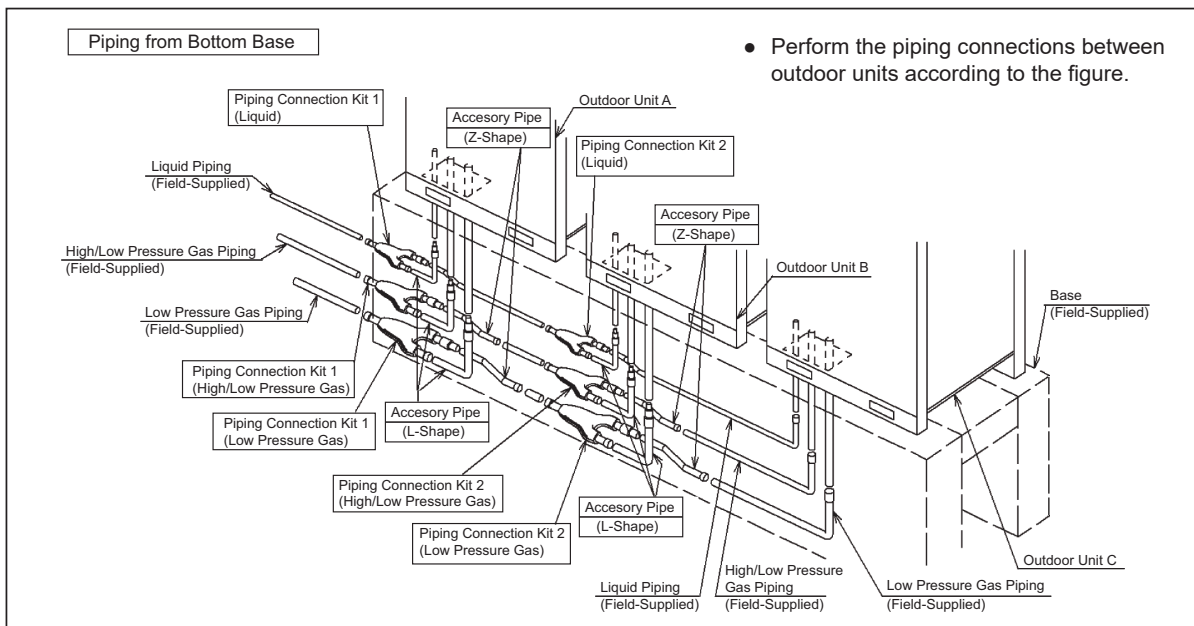 Piping from Bottom Base
● Perform the piping connections between
outdoor units according to the figure.
Piping Connection Kit 1
(Liquid)
Accesory Pipe
(Z-Shape)
Outdoor Unit A
Piping Connection Kit 2
(Liquid)
Liquid Piping
(Field-Supplied)
Accesory Pipe
(Z-Shape)
High/Low Pressure Gas Piping
(Field-Supplied)
Outdoor Unit B
Base
(Field-Supplied)
Low Pressure Gas Piping
(Field-Supplied)
Piping Connection Kit 1
(High/Low Pressure Gas)
Accesory Pipe
(L-Shape)
Piping Connection Kit 1
(Low Pressure Gas)
Piping Connection Kit 2
(High/Low Pressure Gas)
Accesory Pipe
(L-Shape)
Piping Connection Kit 2
(Low Pressure Gas)
Outdoor Unit C
Liquid Piping
(Field-Supplied)
High/Low Pressure
Gas Piping
(Field-Supplied)
Low Pressure Gas Piping
(Field-Supplied)